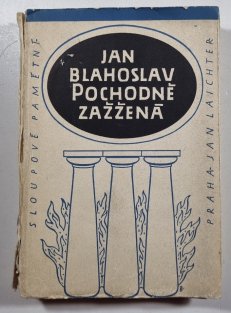 JAN
BLAHOSLAV
POCHODNĚ
ZAŽŽENÁ
SLOUPOVÉ PAMĚTNÍ
PRAHA-JAN LAICHTER